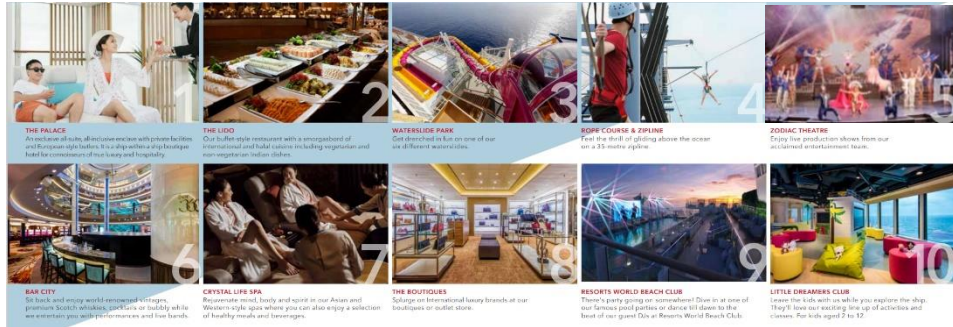 1
2
3
4
5
THE PALACE
An exclusive all-suite, all-inclusive enclave with private facilities
and European-style butlers. It is a ship-within-a-ship boutique
hotel for connoisseurs of true luxury and hospitality.
THE LIDO
Our buffet-style restaurant with a smorgasbord of
international and halal cuisine including vegetarian and
non-vegetarian Indian dishes.
WATERSLIDE PARK
Get drenched in fun on one of our
six different waterslides.
ROPE COURSE & ZIPLINE
Feel the thrill of gliding above the ocean
on a 35-metre zipline.
ZODIAC THEATRE
Enjoy live production shows from our
acclaimed entertainment team.
6
7
8
9
10
BAR CITY
Sit back and enjoy world-renowned vintages,
premium Scotch whiskies, cocktails or bubbly while
we entertain you with performances and live bands.
CRYSTAL LIFE SPA
Rejuvenate mind, body and spirit in our Asian and
Western-style spas where you can also enjoy a selection
of healthy meals and beverages.
THE BOUTIQUES
Splurge on International luxury brands at our
boutiques or outlet store.
RESORTS WORLD BEACH CLUB
There's party going on somewhere! Dive in at one of
our famous pool parties or dance till dawn to the
beat of our guest DJs at Resorts World Beach Club.
LITTLE DREAMERS CLUB
Leave the kids with us while you explore the ship.
They'll love our exciting line up of activities and
classes. For kids aged 2 to 12.